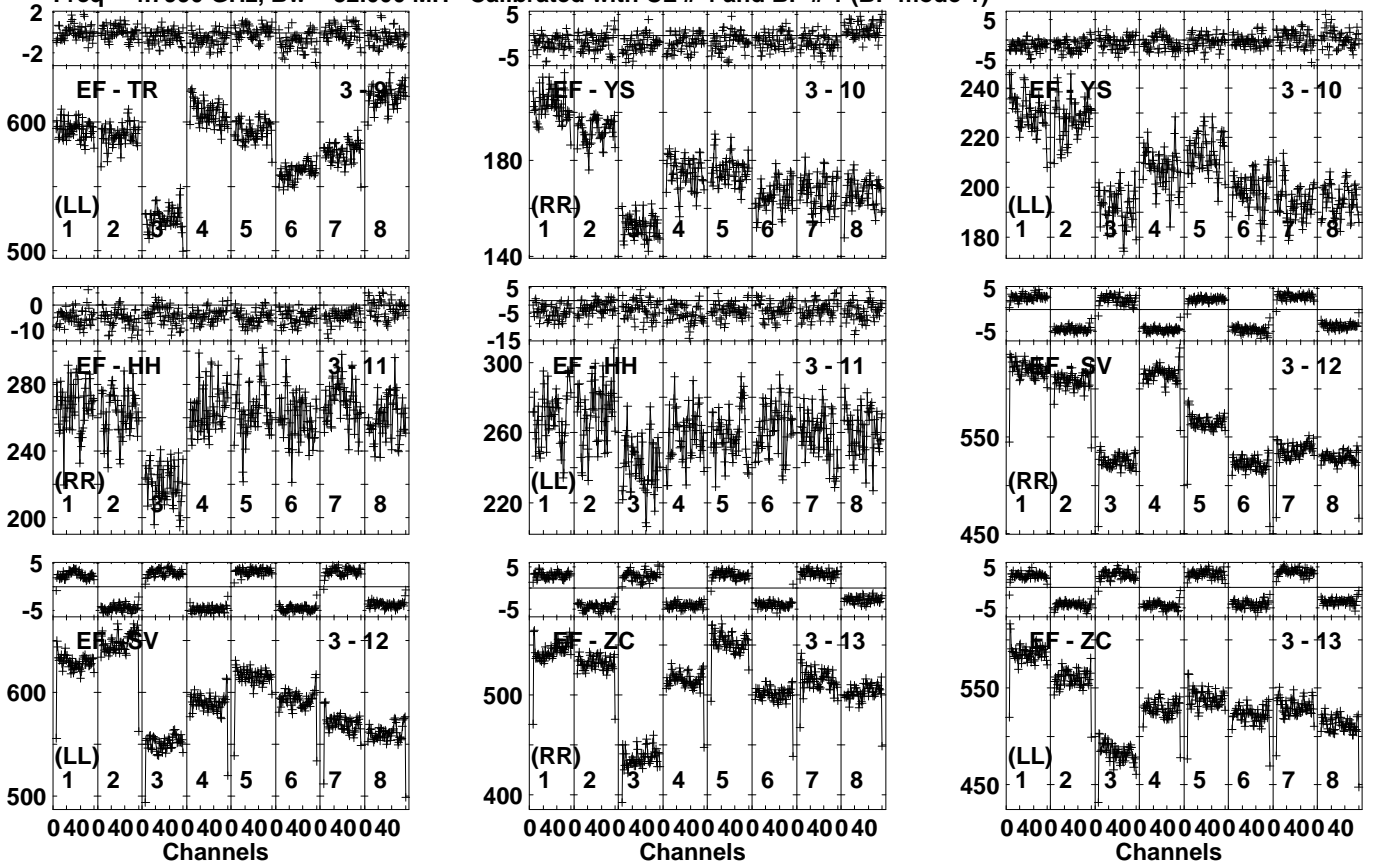 2
-2
EF - TR
3 - 9
600
(LL)
1 2 3 4 5 6 7 8
500
5
-5
EF - YS
3 - 10
180
(RR)
1 2 3 4 5 6 7 8
140
5
-5
240
EF - YS
3 - 10
220
200
(LL)
1 2 3 4 5 6 7 8
180
0
-10
EF - HH
3 - 11
280
240
(RR)
1 2 3 4 5 6 7 8
200
5
-5
-15
300
EF - HH
3 - 11
260
(LL)
1 2 3 4 5 6 7 8
220
5
-5
EF - SV
3 - 12
550
(RR)
1 2 3 4 5 6 7 8
450
5
-5
EF - SV
3 - 12
600
(LL)
1 2 3 4 5 6 7 8
500
0 40 0 40 0 40 0 40 0 40 0 40 0 40 0 40
Channels
5
-5
EF - ZC
3 - 13
500
(RR)
1 2 3 4 5 6 7 8
400
0 40 0 40 0 40 0 40 0 40 0 40 0 40 0 40
Channels
5
-5
EF - ZC
3 - 13
550
(LL)
1 2 3 4 5 6 7 8
450
0 40 0 40 0 40 0 40 0 40 0 40 0 40 0 40
Channels